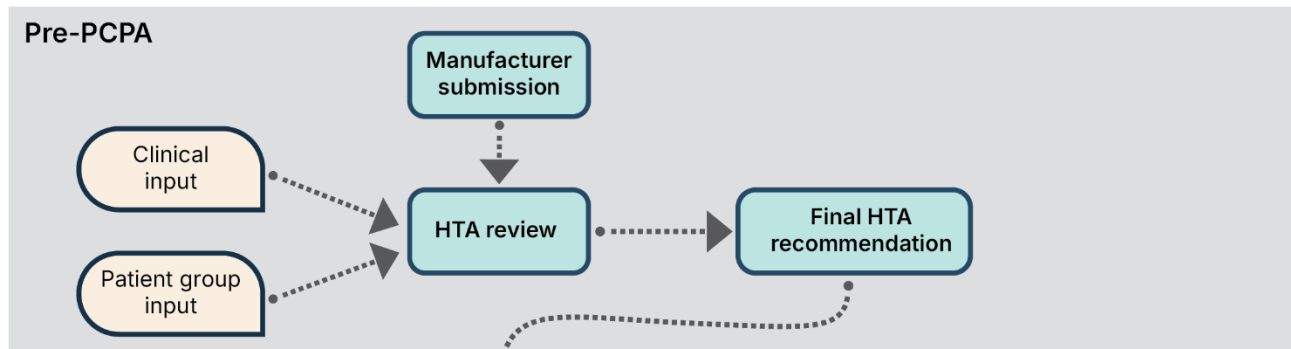 Pre-PCPA
Manufacturer
submission
Clinical
input
HTA review
Final HTA
recommendation
Patient group
input